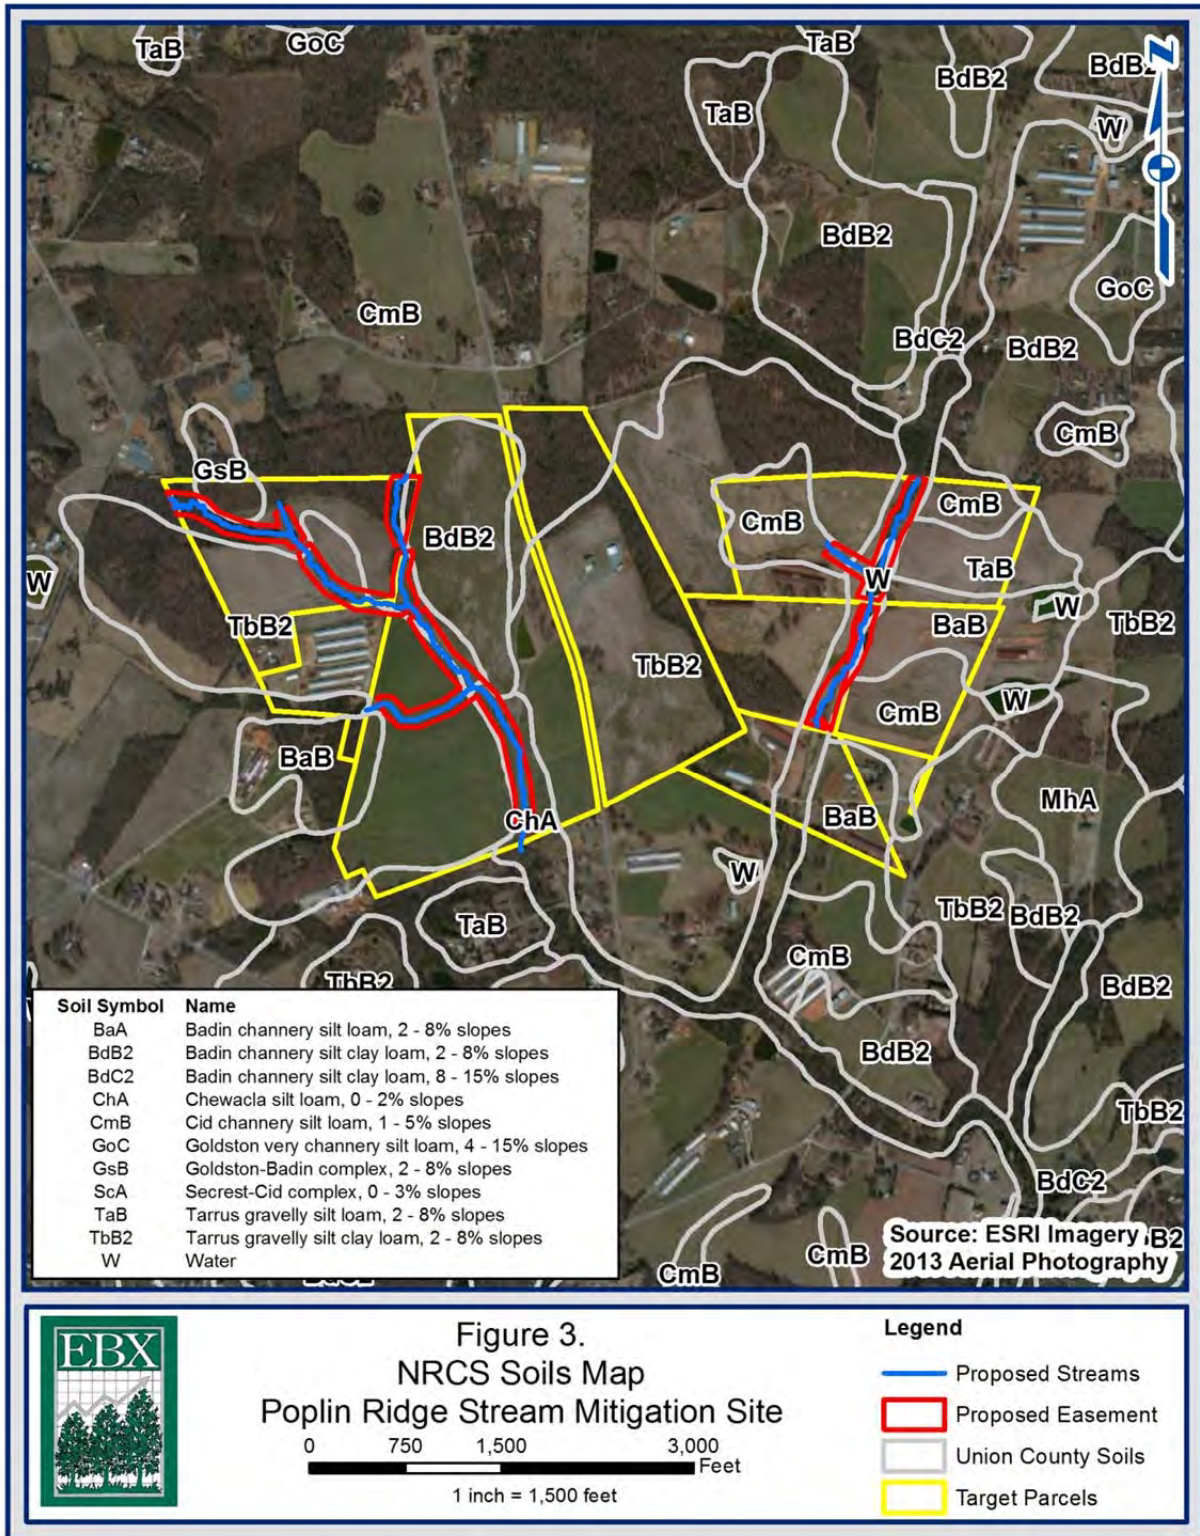 TaB
GoC
TaB
BdB2
BdB2
N
TaB
W
BdB2
GoC
CmB
BdC2
BdB2
CmB
GsB
CmB
CmB
BdB2
W
W
TaB
W
TbB2
BaB
TbB2
TbB2
W
CmB
BaB
MhA
ChA
BaB
W
TaB
TbB2
BdB2
CmB
TbB2
BdB2
BdB2
TbB2
BdC2
CmB
CmB
Soil Symbol Name
BaA Badin channery silt loam, 2 - 8% slopes
BdB2 Badin channery silt clay loam, 2 - 8% slopes
BdC2 Badin channery silt clay loam, 8 - 15% slopes
ChA Chewacla silt loam, 0 - 2% slopes
CmB Cid channery silt loam, 1 - 5% slopes
GoC Goldston very channery silt loam, 4 - 15% slopes
GsB Goldston-Badin complex, 2 - 8% slopes
ScA Secrest-Cid complex, 0 - 3% slopes
TaB Tarrus gravelly silt loam, 2 - 8% slopes
TbB2 Tarrus gravelly silt clay loam, 2 - 8% slopes
W Water
Source: ESRI Imagery
2013 Aerial Photography
EBX
Figure 3.
NRCS Soils Map
Poplin Ridge Stream Mitigation Site
0 750 1,500 3,000
Feet
1 inch = 1,500 feet
Legend
Proposed Streams
Proposed Easement
Union County Soils
Target Parcels